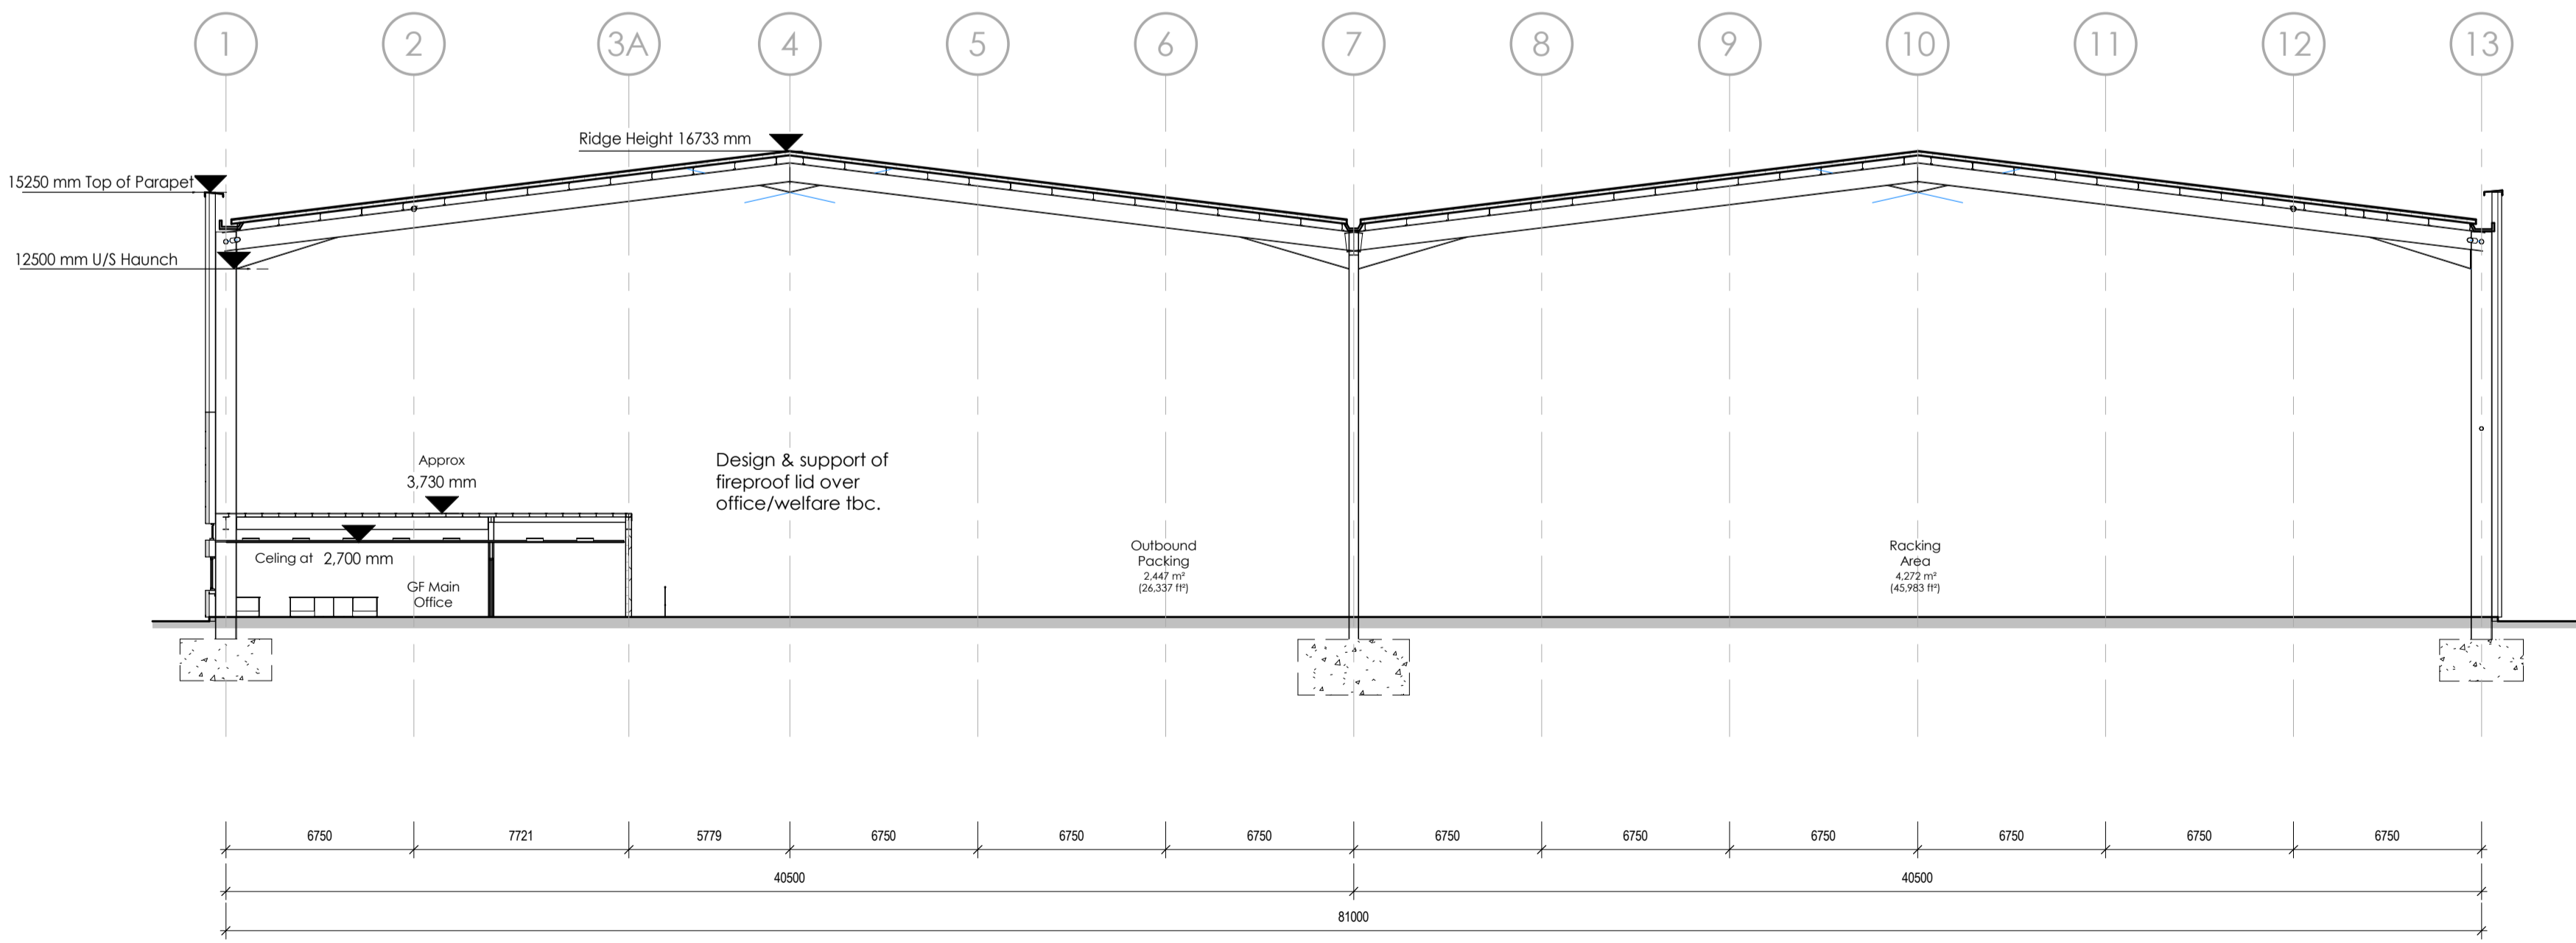 1
2
3A
4
5
6
7
8
9
10
11
12
13
Ridge Height 16733 mm
15250 mm Top of Parapet
12500 mm U/S Haunch
Approx
3,730 mm
Design & support of
fireproof lid over
office/welfare tbc.
Celing at 2,700 mm
GF Main
Office
Outbound
Packing
2,447 m²
(26,337 ft²)
Racking
Area
4,272 m²
(45,983 ft²)
6750
7721
5779
6750
6750
6750
6750
6750
6750
6750
6750
6750
40500
40500
81000